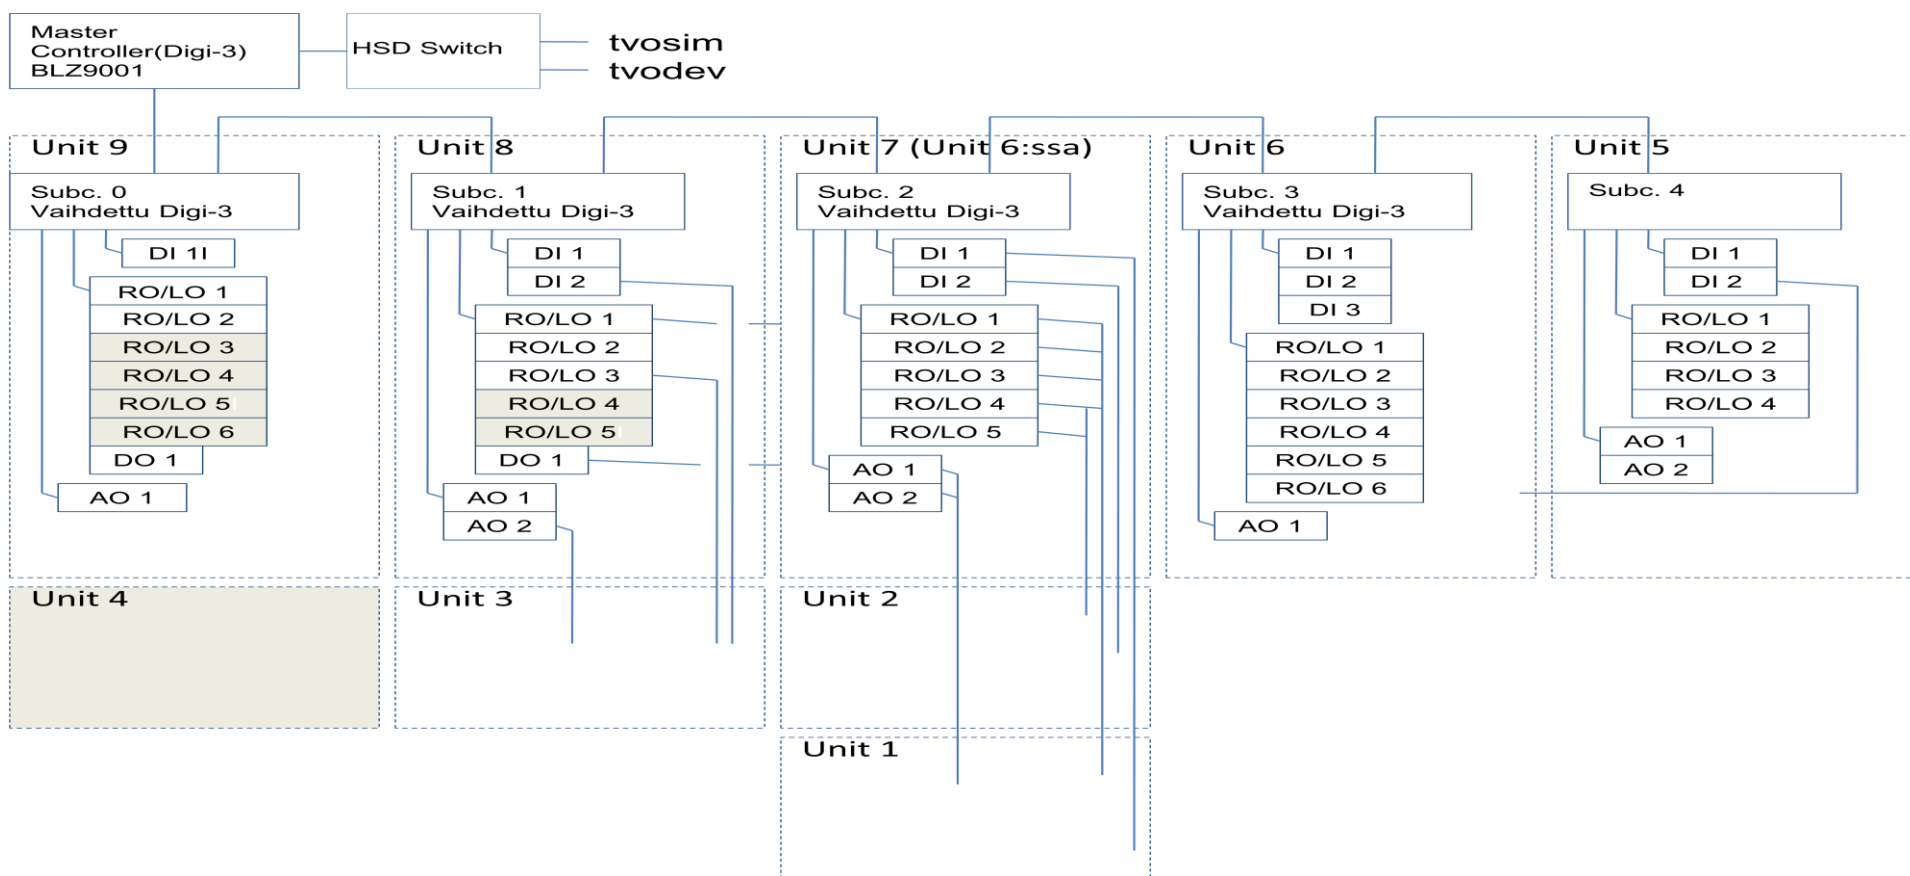 Master
Controller(Digi-3)
BLZ9001
HSD Switch
tvosim
tvodev
Unit 9
Subc. 0
Vaihdettu Digi-3
DI 1I
RO/LO 1
RO/LO 2
RO/LO 3
RO/LO 4
RO/LO 5
RO/LO 6
DO 1
AO 1
Unit 8
Subc. 1
Vaihdettu Digi-3
DI 1
DI 2
RO/LO 1
RO/LO 2
RO/LO 3
RO/LO 4
RO/LO 5
DO 1
AO 1
AO 2
Unit 7 (Unit 6:ssa)
Subc. 2
Vaihdettu Digi-3
DI 1
DI 2
RO/LO 1
RO/LO 2
RO/LO 3
RO/LO 4
RO/LO 5
AO 1
AO 2
Unit 6
Subc. 3
Vaihdettu Digi-3
DI 1
DI 2
DI 3
RO/LO 1
RO/LO 2
RO/LO 3
RO/LO 4
RO/LO 5
RO/LO 6
AO 1
Unit 5
Subc. 4
DI 1
DI 2
RO/LO 1
RO/LO 2
RO/LO 3
RO/LO 4
AO 1
AO 2
Unit 4
Unit 3
Unit 2
Unit 1